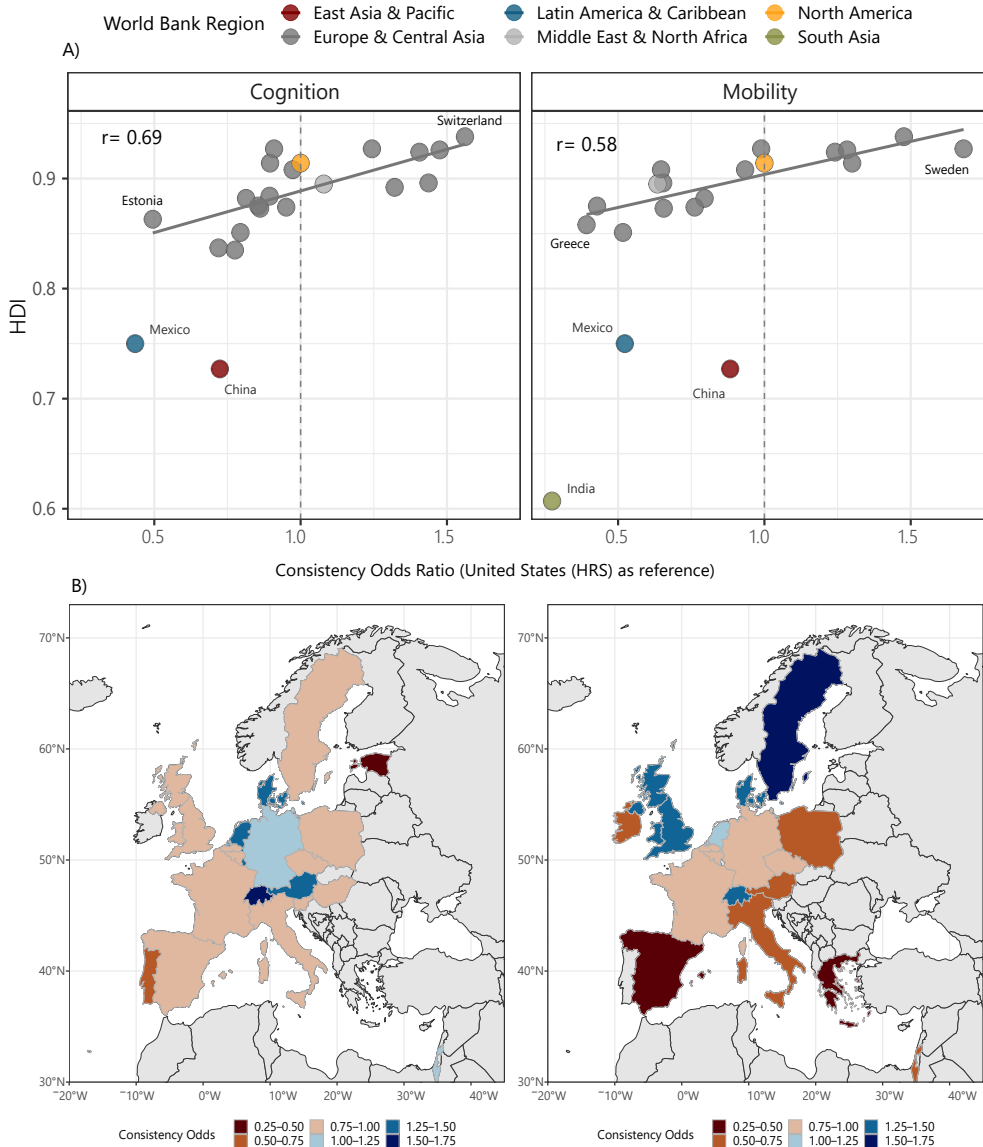 World Bank Region
East Asia & Pacific
Latin America & Caribbean
North America
Europe & Central Asia
Middle East & North Africa
South Asia
A)
Cognition
Mobility
r= 0.69
Switzerland
Estonia
Mexico
China
r= 0.58
Sweden
Greece
Mexico
China
India
HDI
0.9
0.8
0.7
0.6
0.5 1.0 1.5
0.5 1.0 1.5
Consistency Odds Ratio (United States (HRS) as reference)
B)
70°N
60°N
50°N
40°N
30°N
−20°W −10°W 0°W 10°W 20°W 30°W 40°W
70°N
60°N
50°N
40°N
30°N
−20°W −10°W 0°W 10°W 20°W 30°W 40°W
Consistency Odds
0.25–0.50 0.75–1.00 1.25–1.50
0.50–0.75 1.00–1.25 1.50–1.75
Consistency Odds
0.25–0.50 0.75–1.00 1.25–1.50
0.50–0.75 1.00–1.25 1.50–1.75